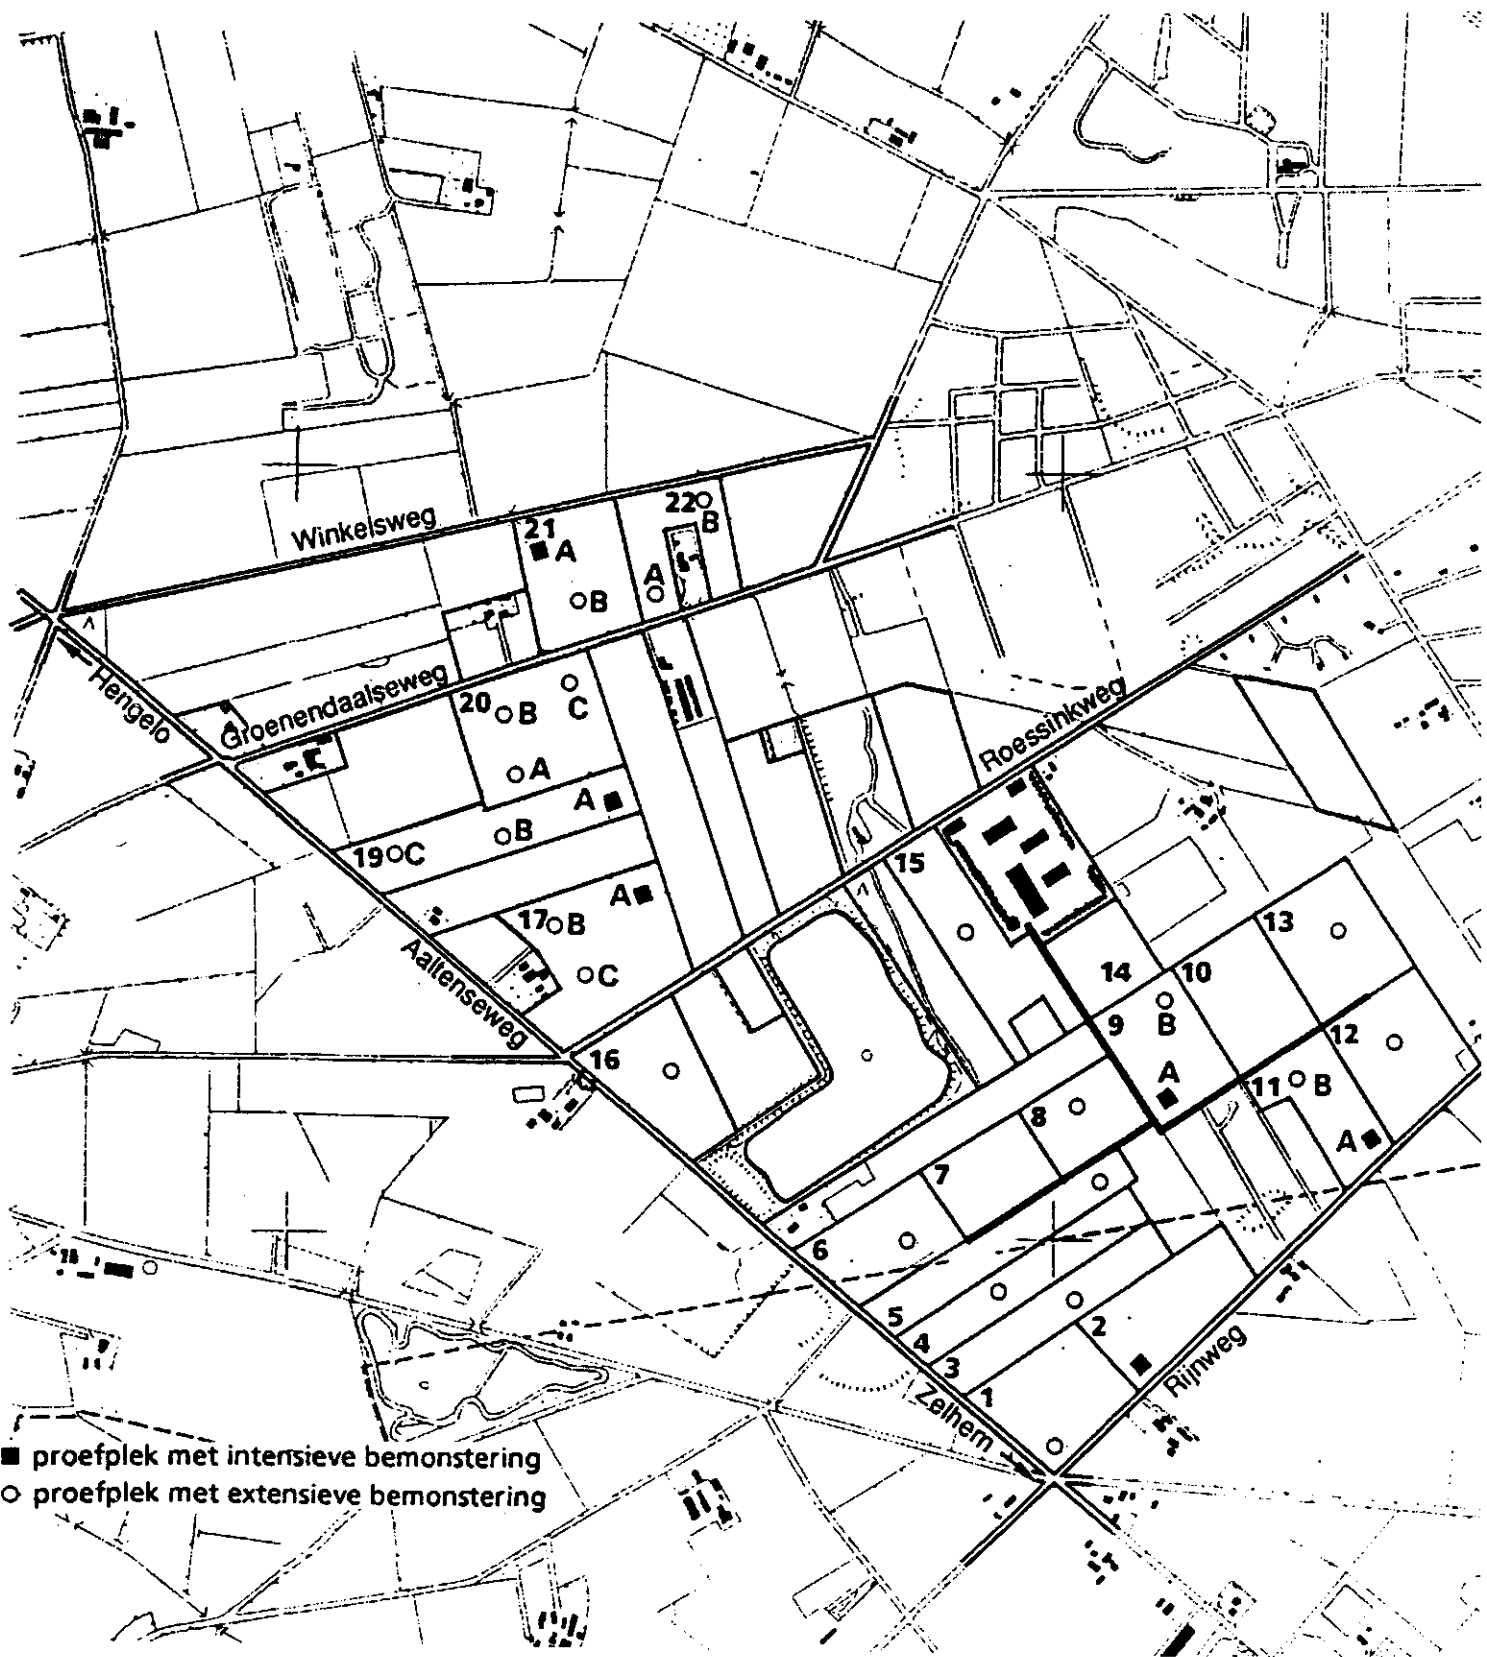 22
B
Winkelsweg
21
A
A
B
Hengelo
Groenendaalseweg
20
B
C
A
Roessinkweg
A
B
19
C
15
A
17
B
13
C
14
10
Aaltenseweg
9
B
12
16
A
11
B
8
A
7
6
5
4
2
3
1
Rijnweg
Zelhem
proefplek met intensieve bemonstering
proefplek met extensieve bemonstering